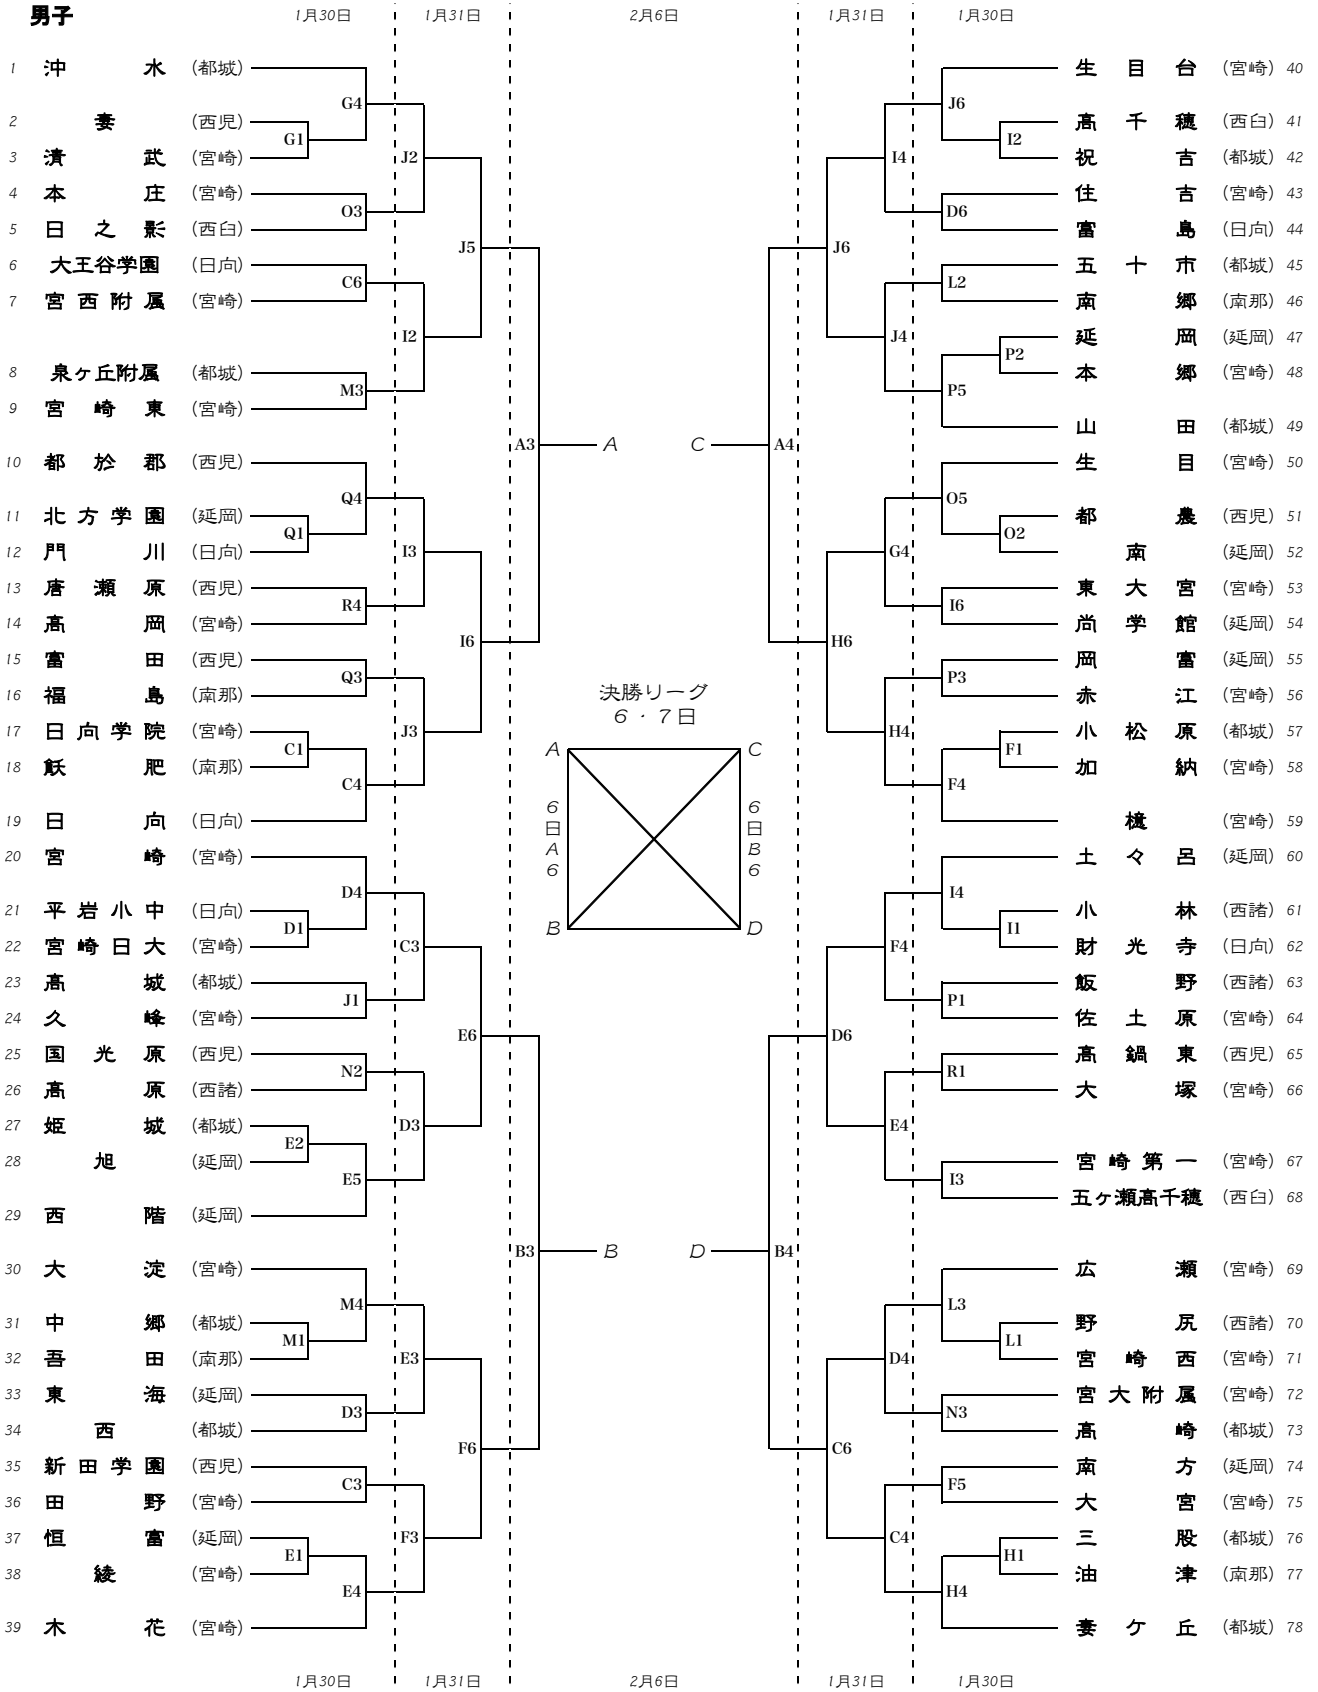 男子
1月30日 1月31日 2月6日 1月31日 1月30日
1 沖水 (都城)
2 妻 (西児)
3 清武 (宮崎)
4 本庄 (宮崎)
5 日之影 (西臼)
6 大王谷学園 (日向)
7 宮西附属 (宮崎)
8 泉ヶ丘附属 (都城)
9 宮崎東 (宮崎)
10 都於郡 (西児)
11 北方学園 (延岡)
12 門川 (日向)
13 唐瀬原 (西児)
14 高岡 (宮崎)
15 富田 (西児)
16 福島 (南那)
17 日向学院 (宮崎)
18 飫肥 (南那)
19 日向 (日向)
20 宮崎 (宮崎)
21 平岩小中 (日向)
22 宮崎日大 (宮崎)
23 高城 (都城)
24 久峰 (宮崎)
25 国光原 (西児)
26 高原 (西諸)
27 姫城 (都城)
28 旭 (延岡)
29 西階 (延岡)
30 大淀 (宮崎)
31 中郷 (都城)
32 吾田 (南那)
33 東海 (延岡)
34 西 (都城)
35 新田学園 (西児)
36 田野 (宮崎)
37 恒富 (延岡)
38 綾 (宮崎)
39 木花 (宮崎)
G1
Q1
C1
D1
E2
M1
E1
G4
O3
C6
M3
Q4
R4
Q3
C4
D4
J1
N2
E5
M4
D3
C3
E4
J2
I2
I3
J3
C3
D3
E3
F3
J5
I6
E6
F6
A3
B3
A
B
決勝リーグ
6・7日
A
C
6日A6
6日B6
B
D
C
D
A4
B4
J6
H6
D6
C6
I4
J4
G4
H4
F4
E4
D4
C4
J6
D6
L2
P5
O5
I6
P3
F4
I4
P1
R1
I3
L3
N3
F5
H4
I2
P2
O2
F1
I1
L1
H1
生目台 (宮崎) 40
高千穂 (西臼) 41
祝吉 (都城) 42
住吉 (宮崎) 43
富島 (日向) 44
五十市 (都城) 45
南郷 (南那) 46
延岡 (延岡) 47
本郷 (宮崎) 48
山田 (都城) 49
生目 (宮崎) 50
都農 (西児) 51
南 (延岡) 52
東大宮 (宮崎) 53
尚学館 (延岡) 54
岡富 (延岡) 55
赤江 (宮崎) 56
小松原 (都城) 57
加納 (宮崎) 58
檍 (宮崎) 59
土々呂 (延岡) 60
小林 (西諸) 61
財光寺 (日向) 62
飯野 (西諸) 63
佐土原 (宮崎) 64
高鍋東 (西児) 65
大塚 (宮崎) 66
宮崎第一 (宮崎) 67
五ヶ瀬高千穂 (西臼) 68
広瀬 (宮崎) 69
野尻 (西諸) 70
宮崎西 (宮崎) 71
宮大附属 (宮崎) 72
高崎 (都城) 73
南方 (延岡) 74
大宮 (宮崎) 75
三股 (都城) 76
油津 (南那) 77
妻ケ丘 (都城) 78
1月30日 1月31日 2月6日 1月31日 1月30日